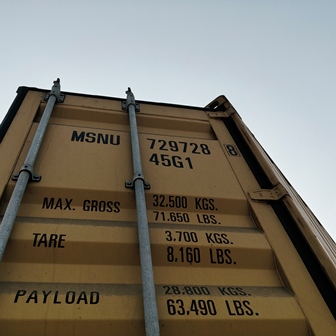 MSNU 729728 8
45G1
MAX. GROSS 32.500 KGS.
71.650 LBS.
TARE 3.700 KGS.
8,160 LBS.
PAYLOAD 28.800 KGS.
63,490 LBS.